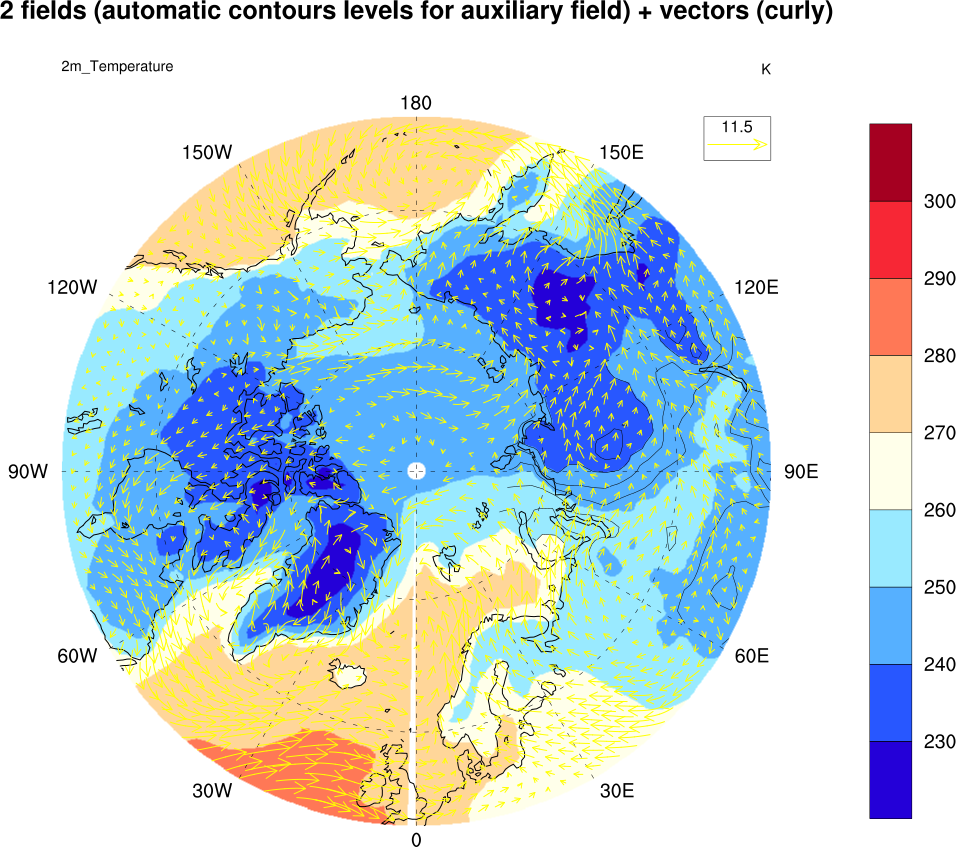 2 fields (automatic contours levels for auxiliary field) + vectors (curly)
2m_Temperature
K
180
11.5
150W
150E
120W
120E
90W
90E
60W
60E
30W
30E
0
300
290
280
270
260
250
240
230